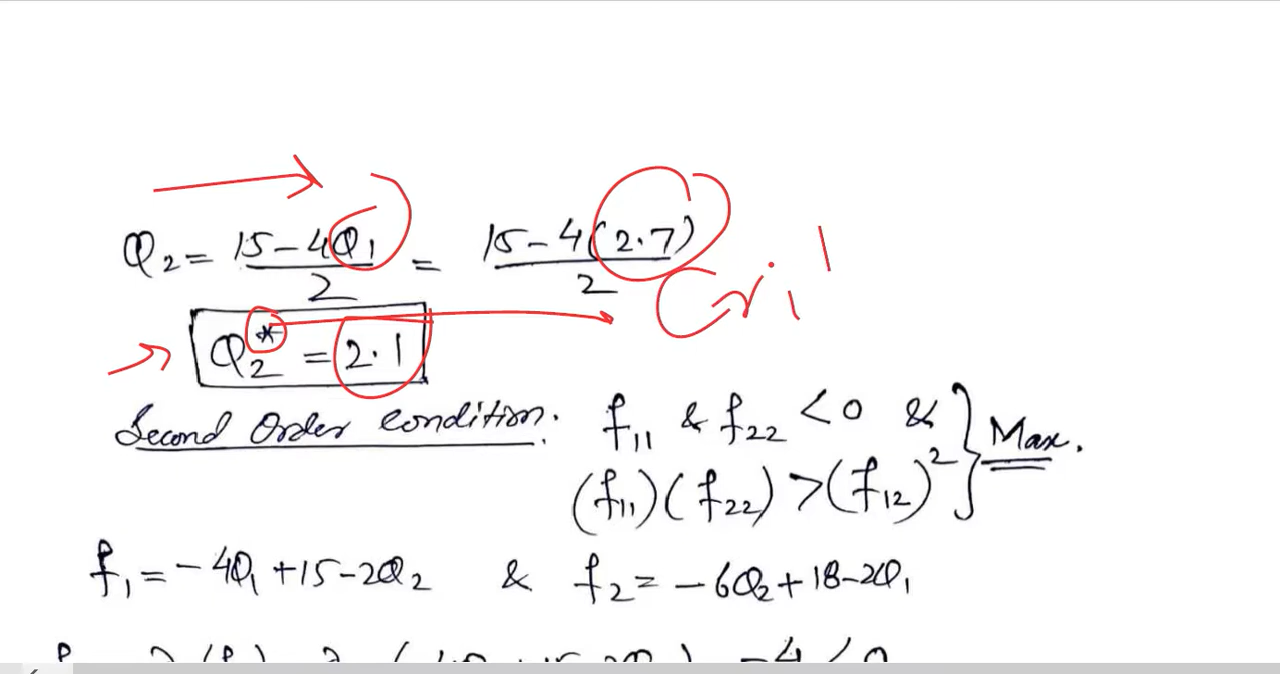 Q₂ = (15-4Q₁)/2 = (15-4(2.7))/2
Cri
Q₂* = 2.1
Second Order Condition: f₁₁ & f₂₂ < 0 &
(f₁₁)(f₂₂) > (f₁₂)² } Max.
f₁ = -4Q₁+15-2Q₂ & f₂ = -6Q₂+18-2Q₁